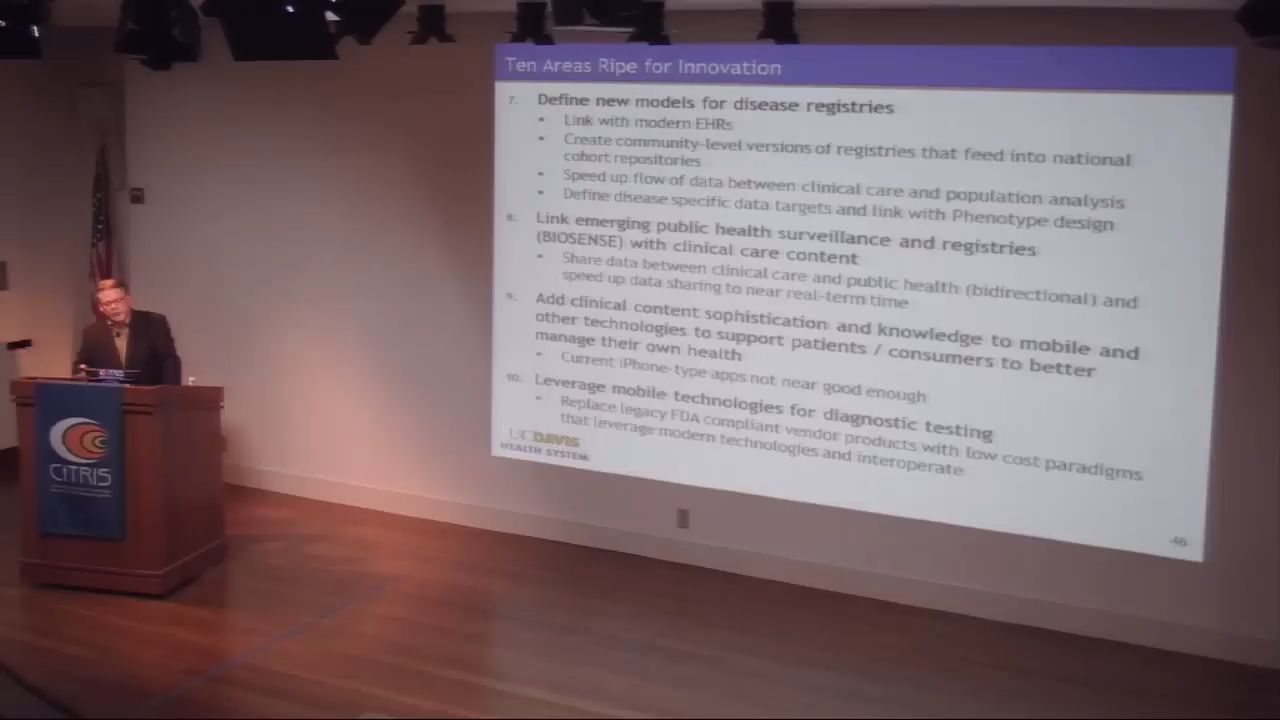 Ten Areas Ripe for Innovation
7. Define new models for disease registries
• Link with modern EHRs
• Create community-level versions of registries that feed into national
cohort repositories
• Speed up flow of data between clinical care and population analysis
• Define disease specific data targets and link with Phenotype design
8. Link emerging public health surveillance and registries
(BIOSENSE) with clinical care content
• Share data between clinical care and public health (bidirectional) and
speed up data sharing to near real-term time
9. Add clinical content sophistication and knowledge to mobile and
other technologies to support patients / consumers to better
manage their own health
• Current iPhone-type apps not near good enough
10. Leverage mobile technologies for diagnostic testing
• Replace legacy FDA compliant vendor products with low cost paradigms
that leverage modern technologies and interoperate
UC DAVIS
HEALTH SYSTEM
46
CITRIS